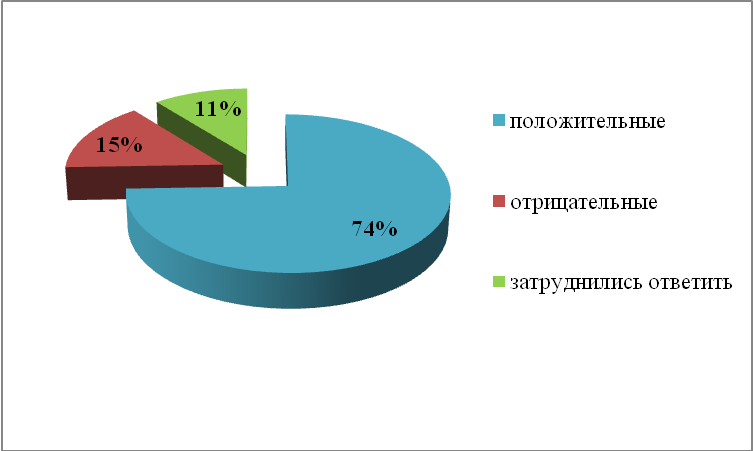 11%
15%
74%
положительные
отрицательные
затруднились ответить